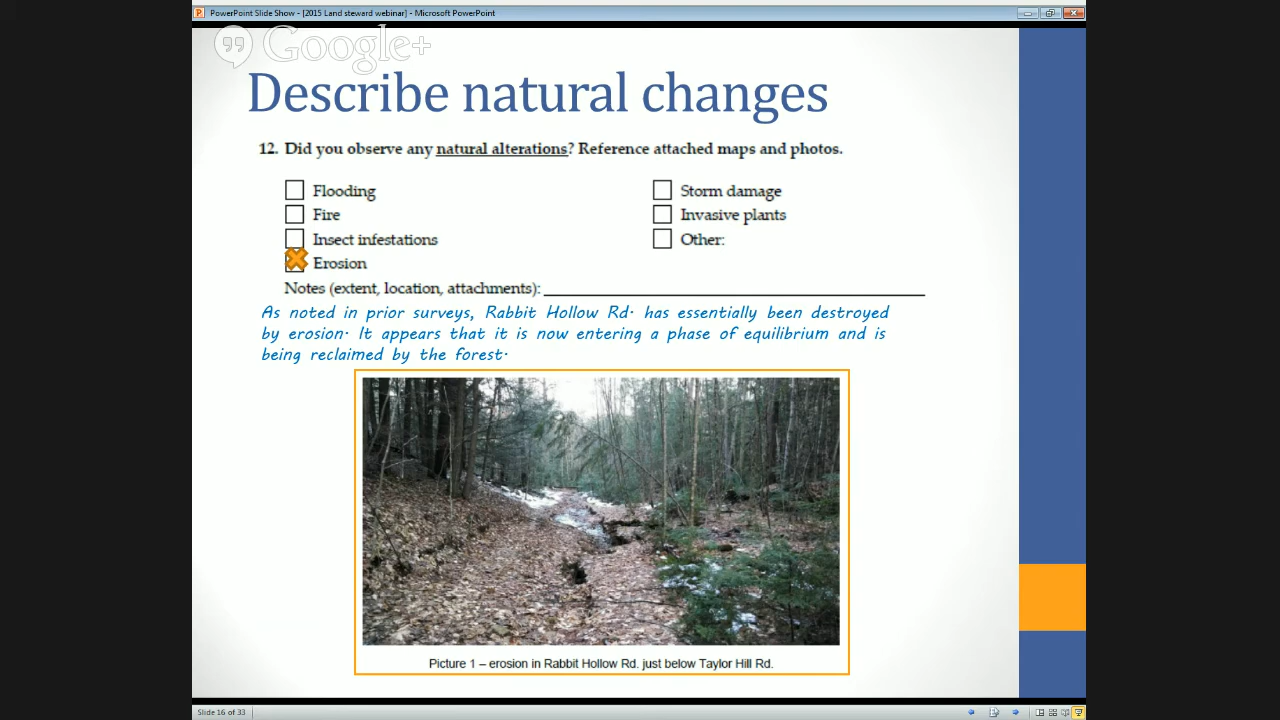 PowerPoint Slide Show - [2015 Land steward webinar] - Microsoft PowerPoint
Google+
Describe natural changes
12. Did you observe any natural alterations? Reference attached maps and photos.
Flooding
Fire
Insect infestations
Erosion
Storm damage
Invasive plants
Other:
Notes (extent, location, attachments):
As noted in prior surveys, Rabbit Hollow Rd. has essentially been destroyed
by erosion. It appears that it is now entering a phase of equilibrium and is
being reclaimed by the forest.
Picture 1 – erosion in Rabbit Hollow Rd. just below Taylor Hill Rd.
Slide 16 of 33